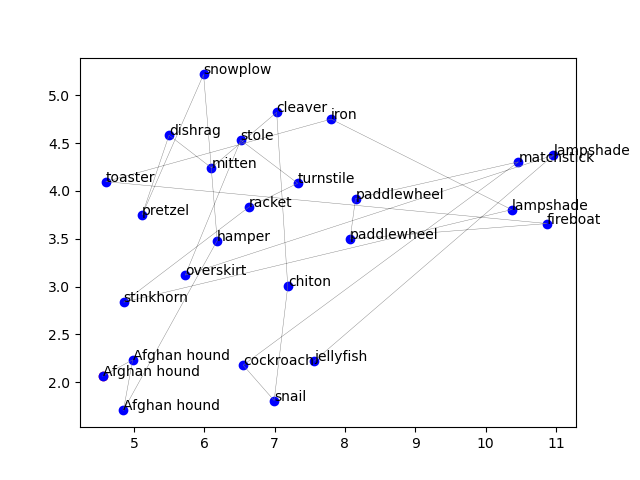 snowplow
5.0
cleaver
iron
dishrag
stole
4.5
lampshade
matchstick
mitten
toaster
turnstile
4.0
paddlewheel
racket
lampshade
pretzel
fireboat
3.5
hamper
paddlewheel
overskirt
3.0
chiton
stinkhorn
2.5
Afghan hound
cockroach
jellyfish
2.0
Afghan hound
snail
Afghan hound
5 6 7 8 9 10 11